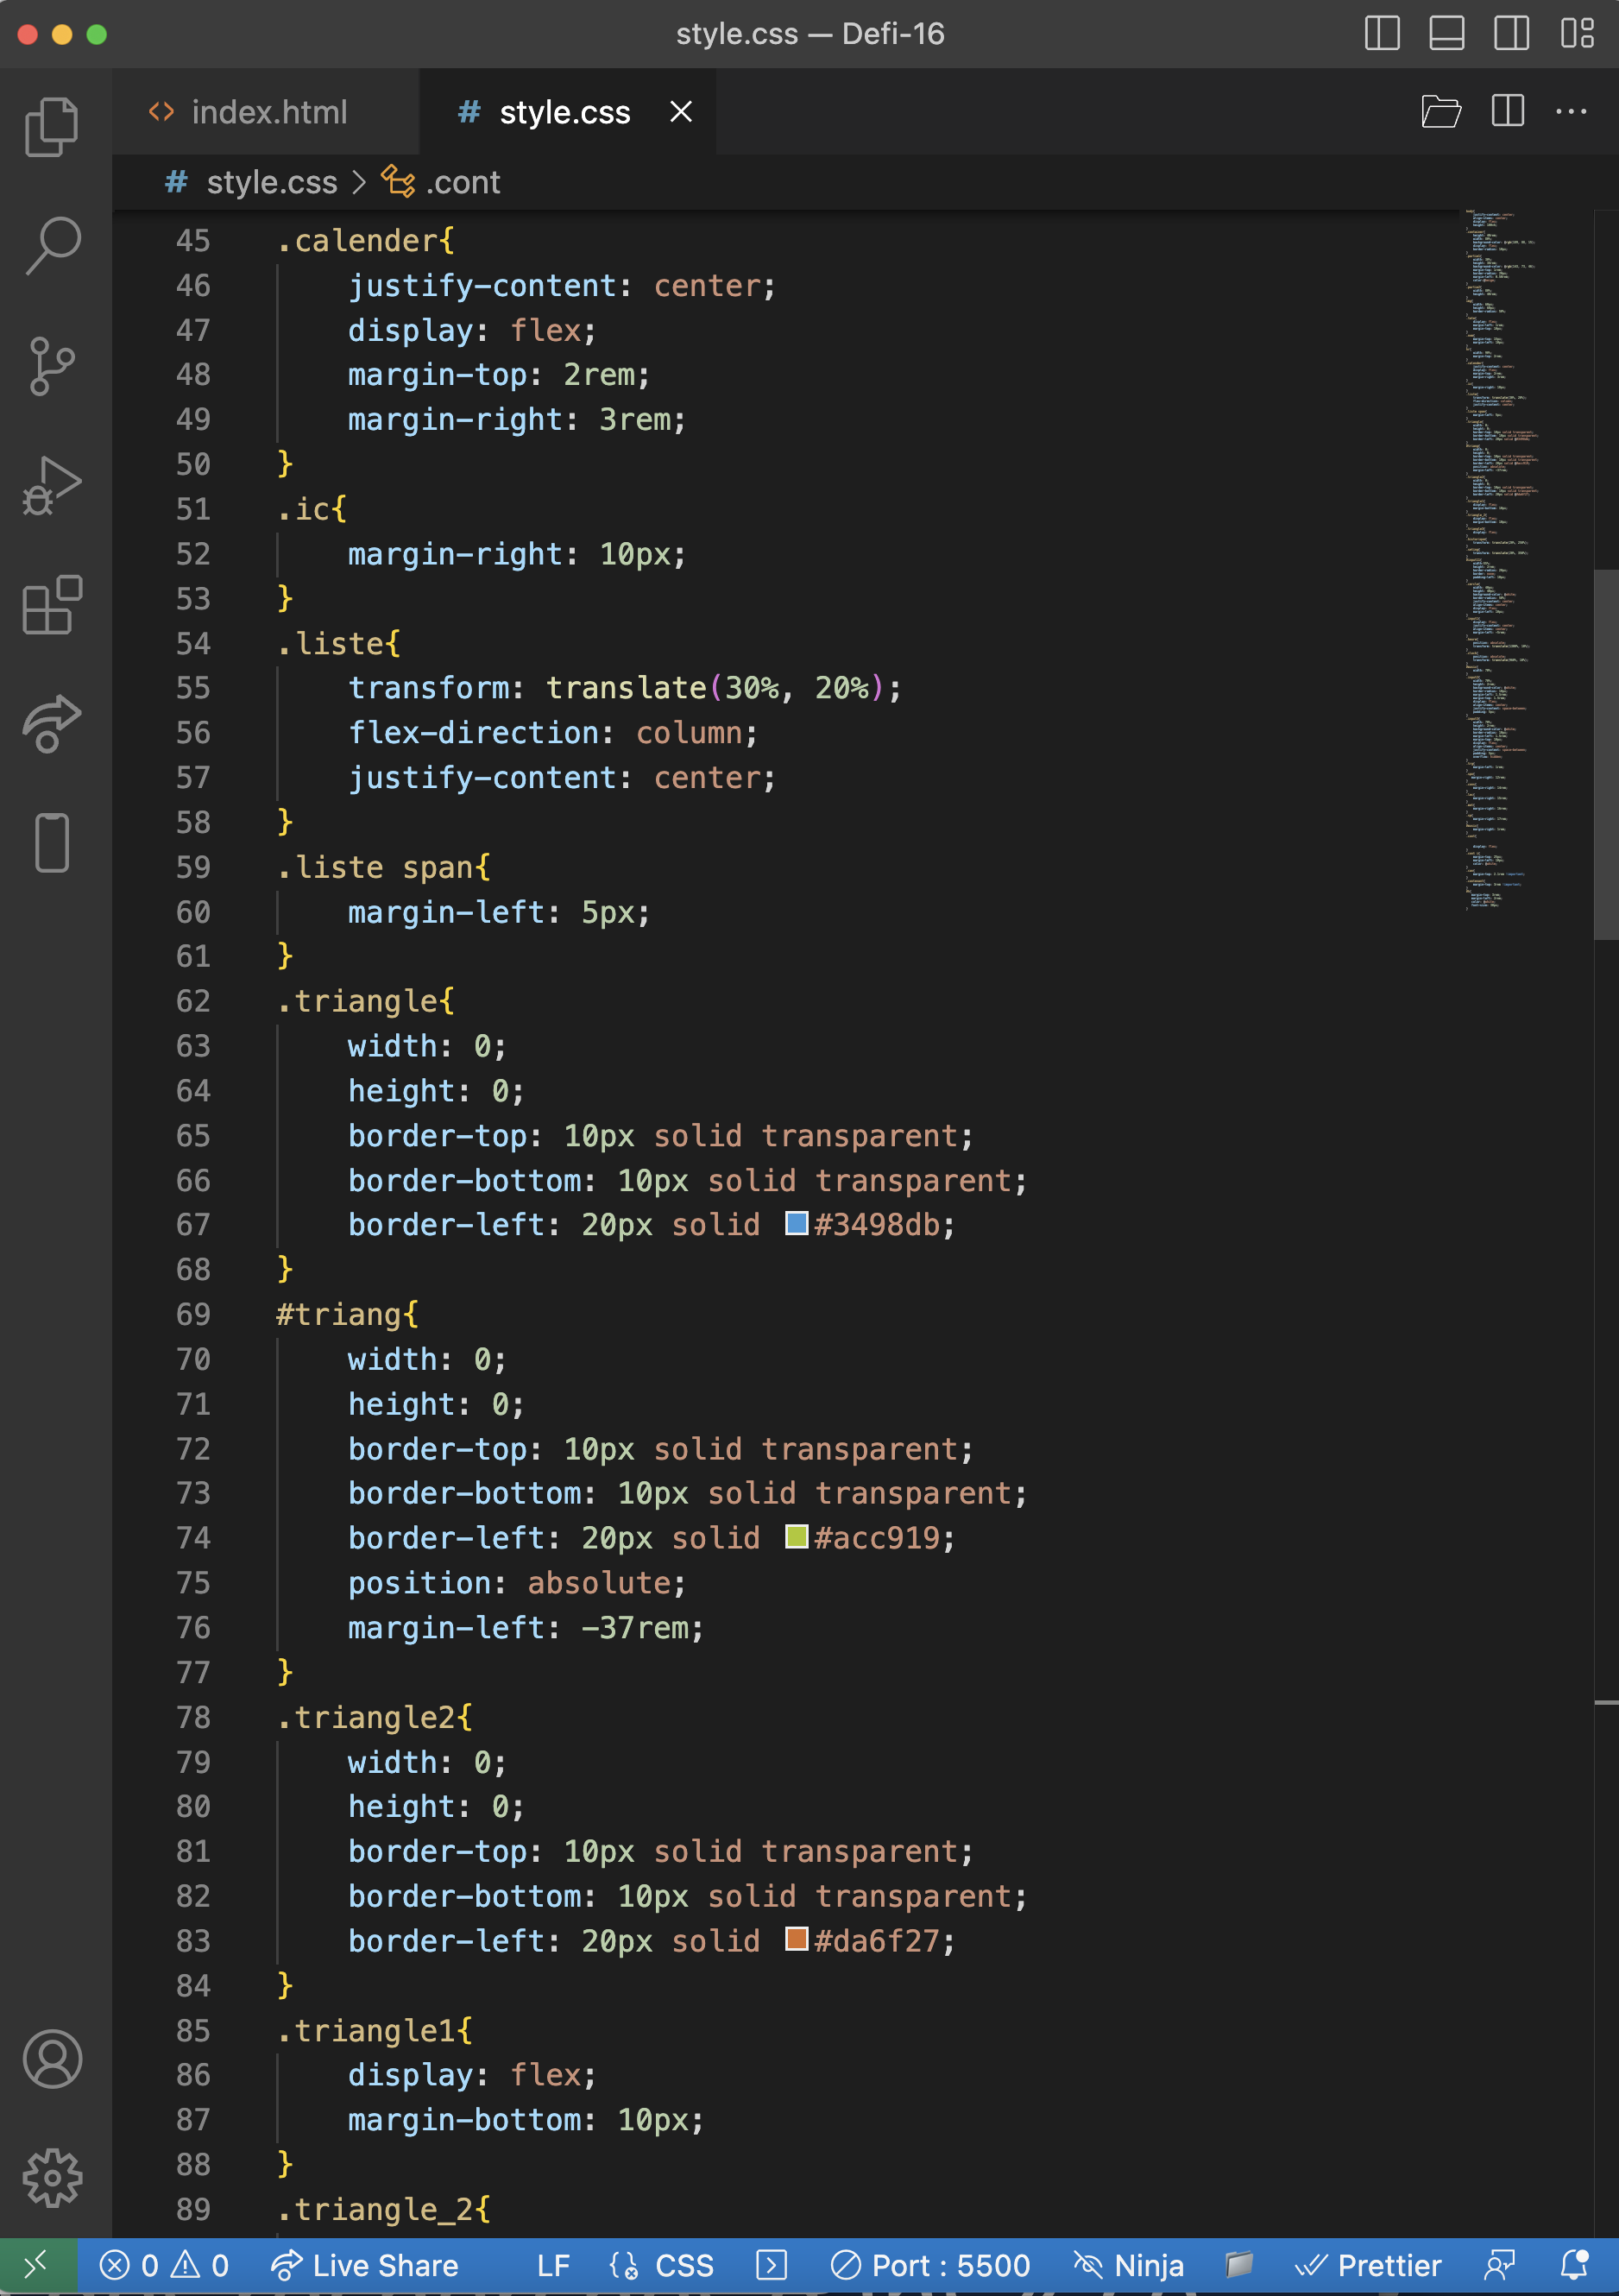 style.css — Defi-16
index.html
style.css
style.css > .cont
45 .calender{
46 justify-content: center;
47 display: flex;
48 margin-top: 2rem;
49 margin-right: 3rem;
50 }
51 .ic{
52 margin-right: 10px;
53 }
54 .liste{
55 transform: translate(30%, 20%);
56 flex-direction: column;
57 justify-content: center;
58 }
59 .liste span{
60 margin-left: 5px;
61 }
62 .triangle{
63 width: 0;
64 height: 0;
65 border-top: 10px solid transparent;
66 border-bottom: 10px solid transparent;
67 border-left: 20px solid #3498db;
68 }
69 #triang{
70 width: 0;
71 height: 0;
72 border-top: 10px solid transparent;
73 border-bottom: 10px solid transparent;
74 border-left: 20px solid #acc919;
75 position: absolute;
76 margin-left: -37rem;
77 }
78 .triangle2{
79 width: 0;
80 height: 0;
81 border-top: 10px solid transparent;
82 border-bottom: 10px solid transparent;
83 border-left: 20px solid #da6f27;
84 }
85 .triangle1{
86 display: flex;
87 margin-bottom: 10px;
88 }
89 .triangle_2{
0 0 Live Share LF CSS Port : 5500 Ninja Prettier